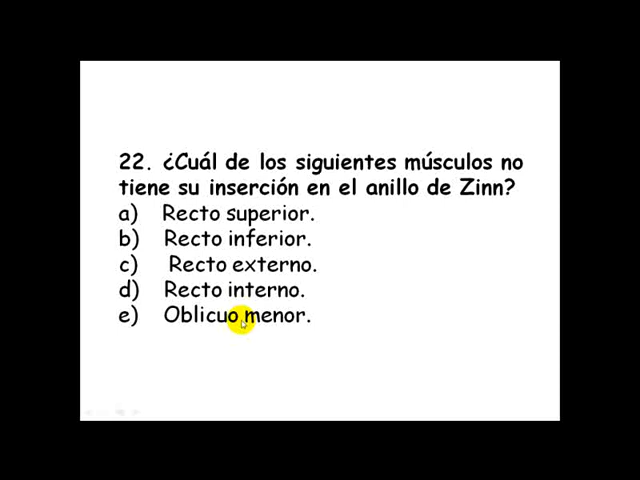 22. ¿Cuál de los siguientes músculos no
tiene su inserción en el anillo de Zinn?
a) Recto superior.
b) Recto inferior.
c) Recto externo.
d) Recto interno.
e) Oblicuo menor.